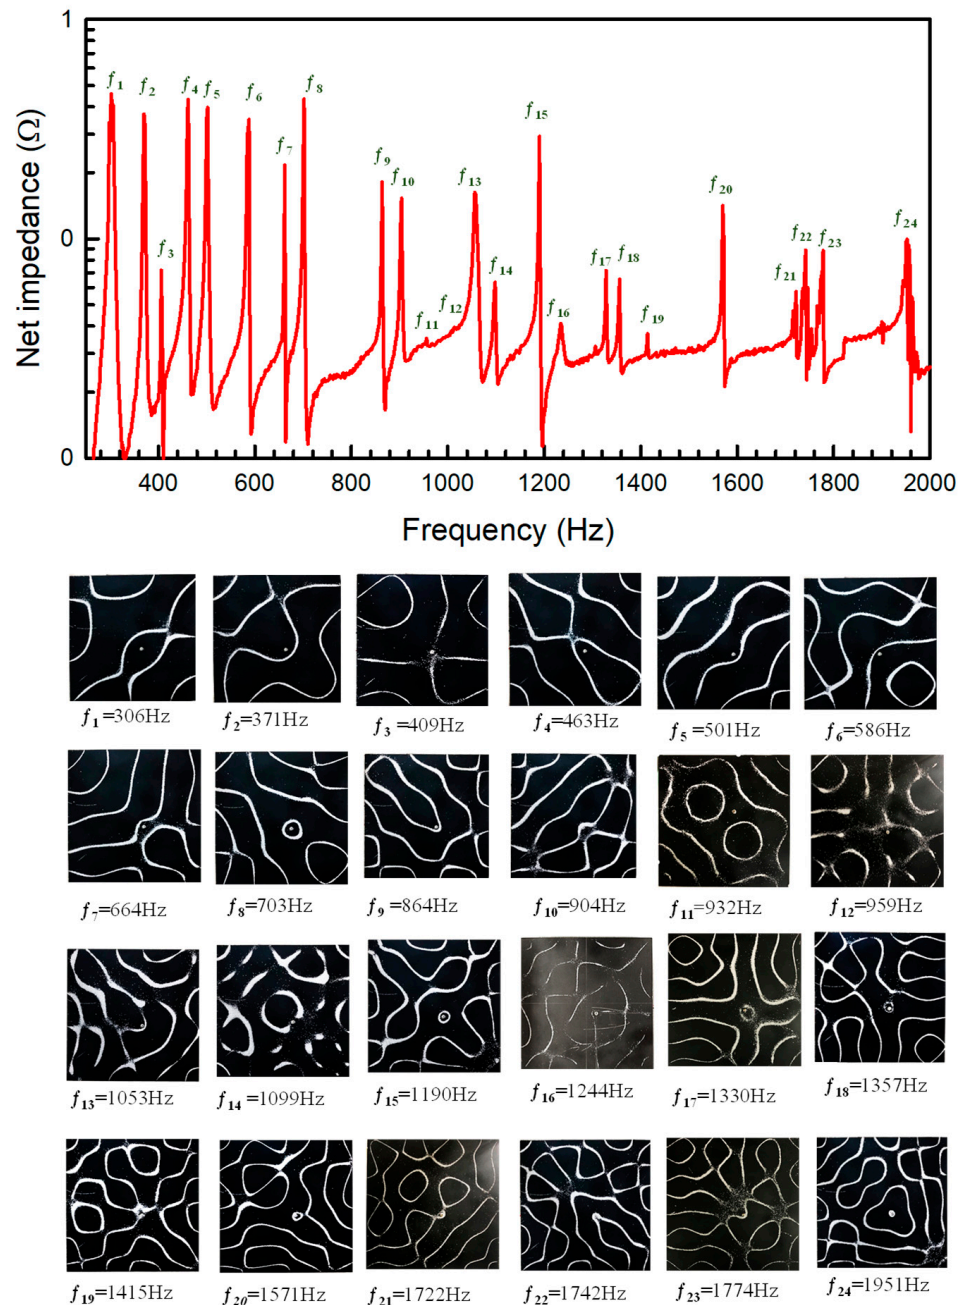 1
f1
f2
f4
f5
f6
f8
f7
f3
f9
f10
f11
f12
f13
f14
f15
f16
f17
f18
f19
f20
f21
f22
f23
f24
0
0
Net impedance (Ω)
400 600 800 1000 1200 1400 1600 1800 2000
Frequency (Hz)
f1=306Hz f2=371Hz f3=409Hz f4=463Hz f5=501Hz f6=586Hz
f7=664Hz f8=703Hz f9=864Hz f10=904Hz f11=932Hz f12=959Hz
f13=1053Hz f14=1099Hz f15=1190Hz f16=1244Hz f17=1330Hz f18=1357Hz
f19=1415Hz f20=1571Hz f21=1722Hz f22=1742Hz f23=1774Hz f24=1951Hz